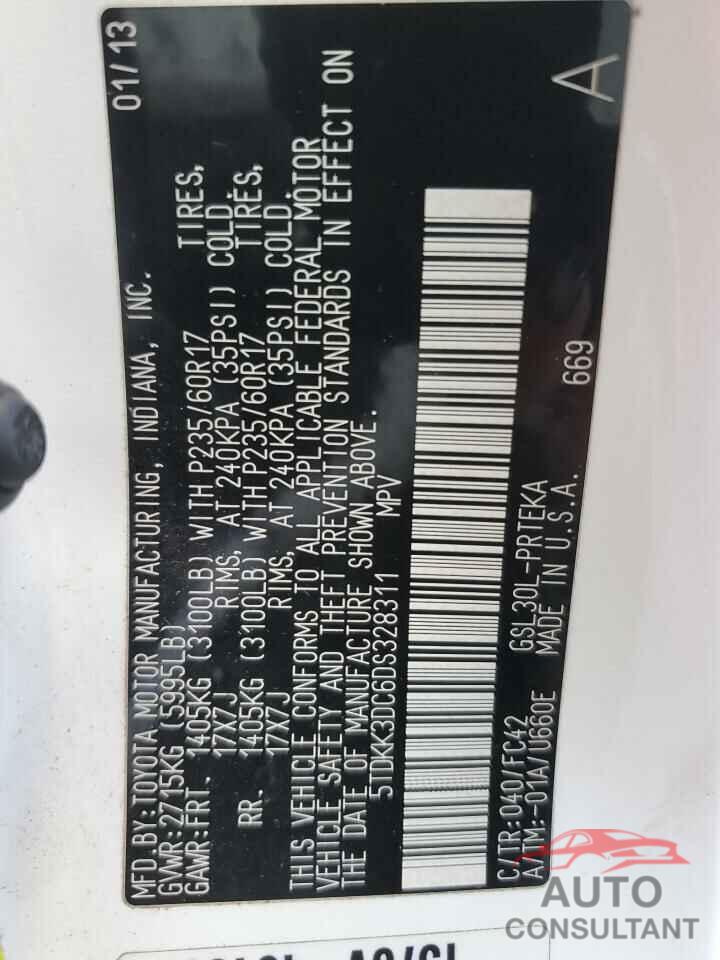 MFD BY:TOYOTA MOTOR MANUFACTURING, INDIANA, INC. 01/13
GVWR:2715KG (5995LB)
GAWR:FRT. 1405KG (3100LB) WITH P235/60R17 TIRES,
17X7J RIMS, AT 240KPA (35PSI) COLD.
RR. 1405KG (3100LB) WITH P235/60R17 TIRES,
17X7J RIMS, AT 240KPA (35PSI) COLD.
THIS VEHICLE CONFORMS TO ALL APPLICABLE FEDERAL MOTOR
VEHICLE SAFETY AND THEFT PREVENTION STANDARDS IN EFFECT ON
THE DATE OF MANUFACTURE SHOWN ABOVE.
5TDKK3DC6DS328311 MPV
C/TR:040/FC42 GSL30L-PRTEKA 669 A
A/TM:-01A/U660E MADE IN U.S.A.
AUTO
CONSULTANT